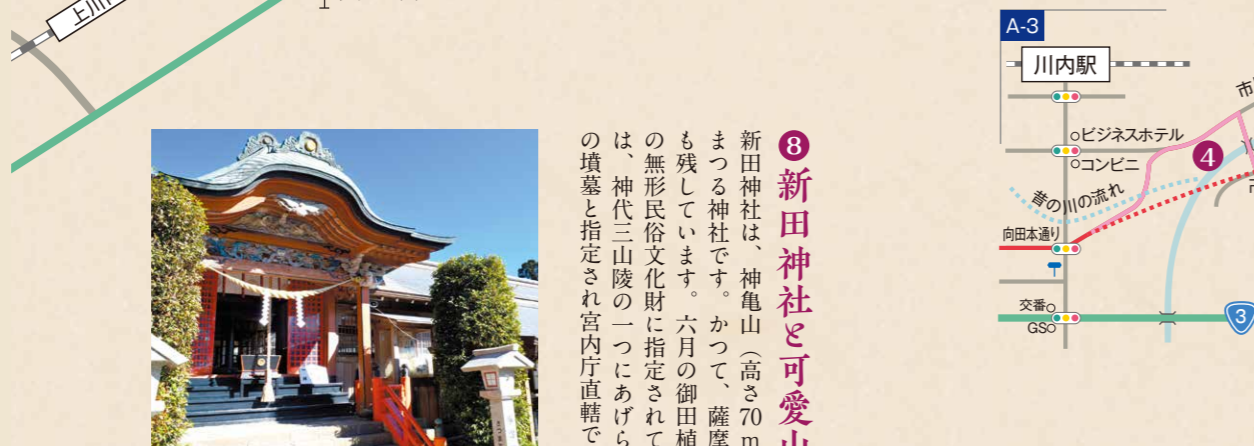 上川内
❽新田神社と可愛山
新田神社は、神亀山（高さ70m
まつる神社です。かつて、薩摩
も残しています。六月の御田植
の無形民俗文化財に指定されて
は、神代三山陵の一つにあげら
の墳墓と指定され宮内庁直轄で
A-3
川内駅
市
ビジネスホテル
コンビニ
4
昔の川の流れ
向田本通り
交番
GS
3